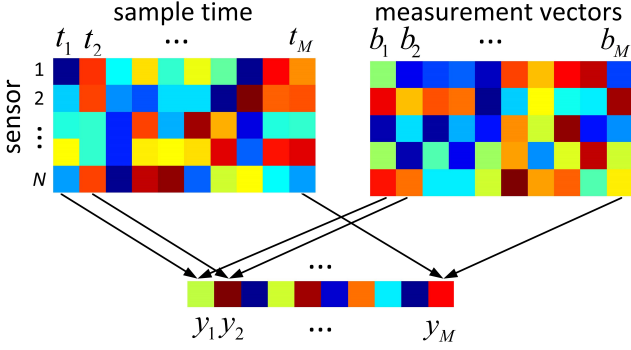 sample time
measurement vectors
t1 t2 ... tM
b1 b2 ... bM
sensor
1
2
...
N
...
y1 y2 ... yM